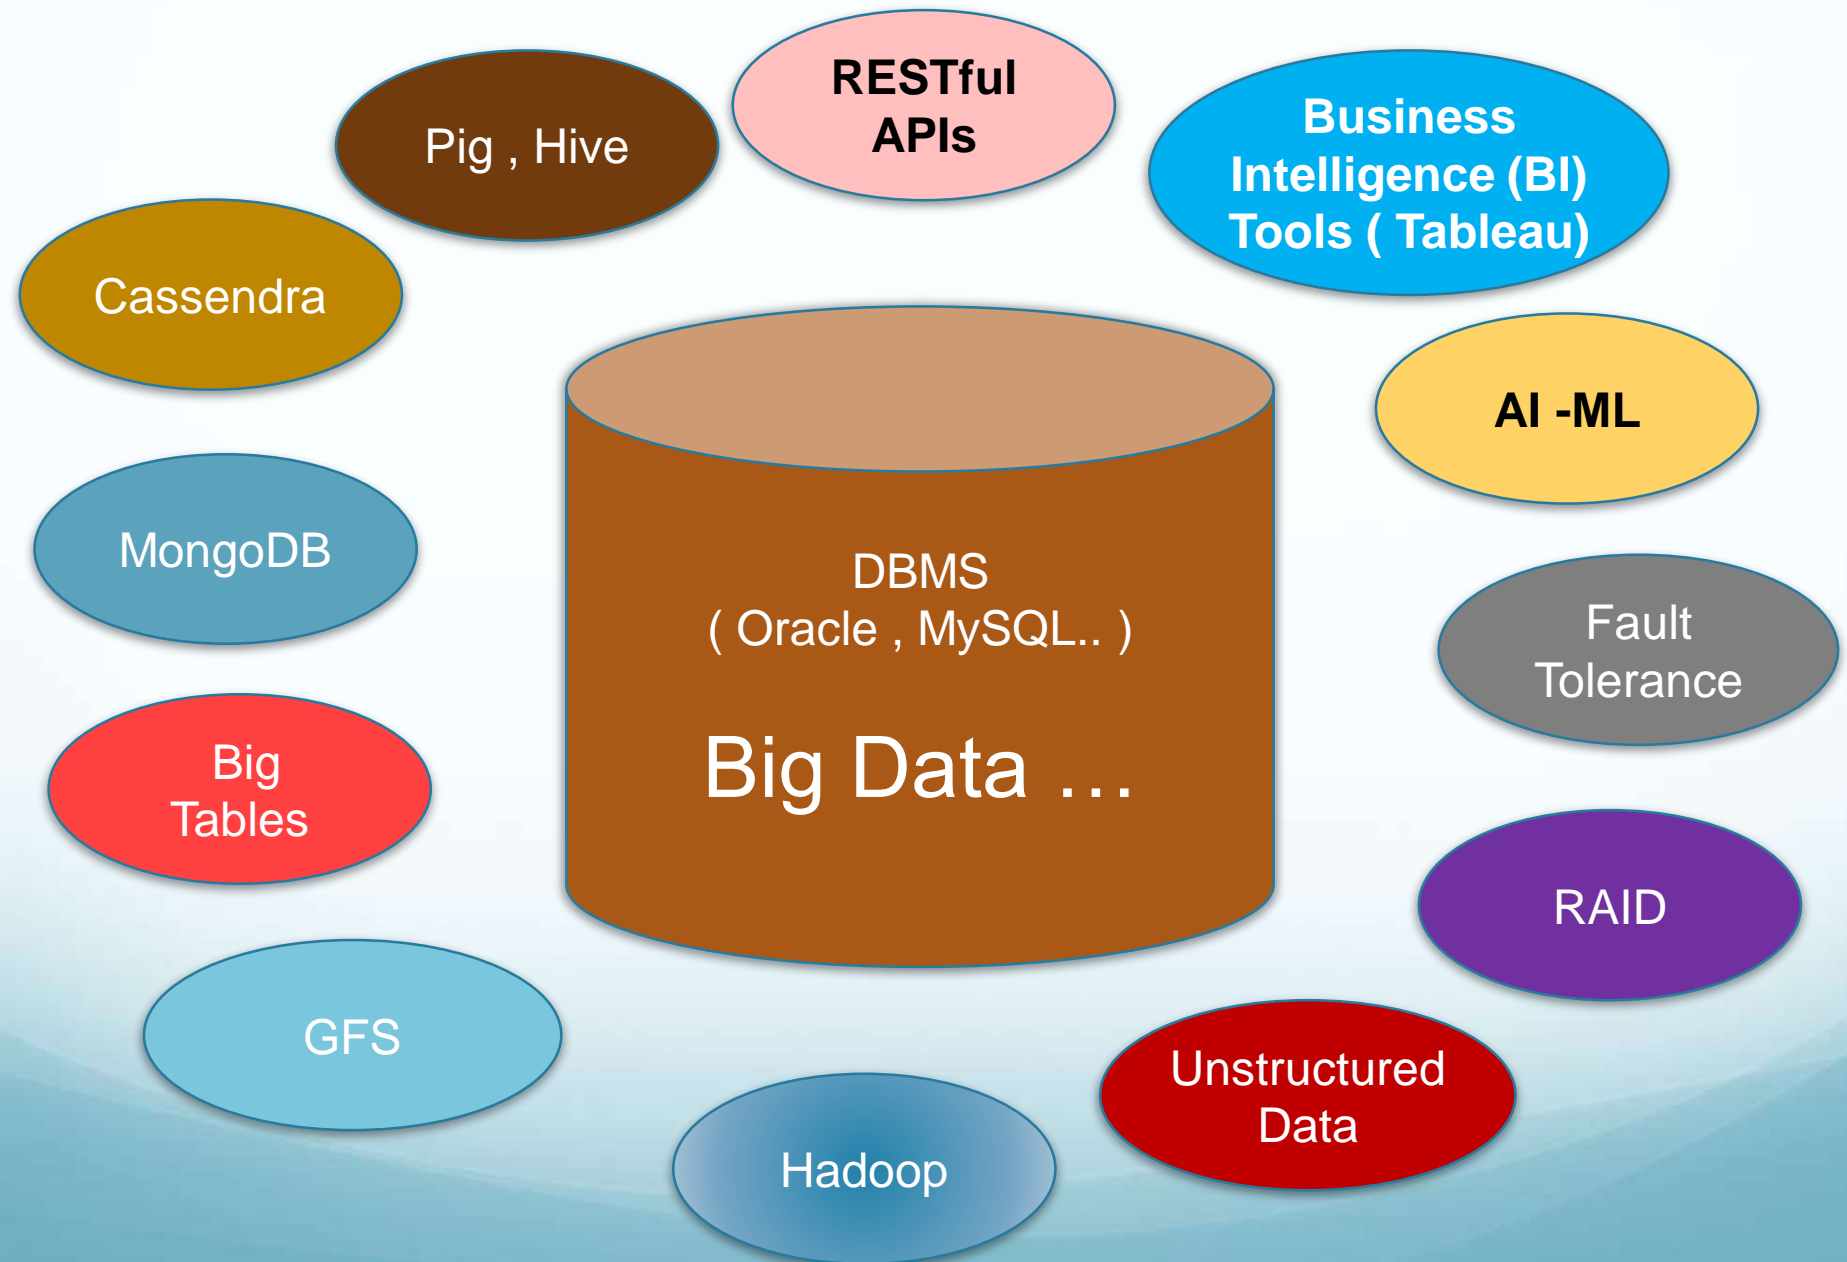 RESTful
APIs
Pig , Hive
Business
Intelligence (BI)
Tools ( Tableau)
Cassendra
AI -ML
MongoDB
DBMS
( Oracle , MySQL.. )
Big Data …
Fault
Tolerance
Big
Tables
RAID
GFS
Unstructured
Data
Hadoop